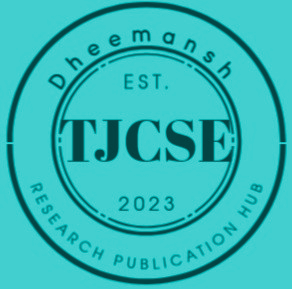 Dheemansh
EST.
TJCSE
2023
RESEARCH PUBLICATION HUB